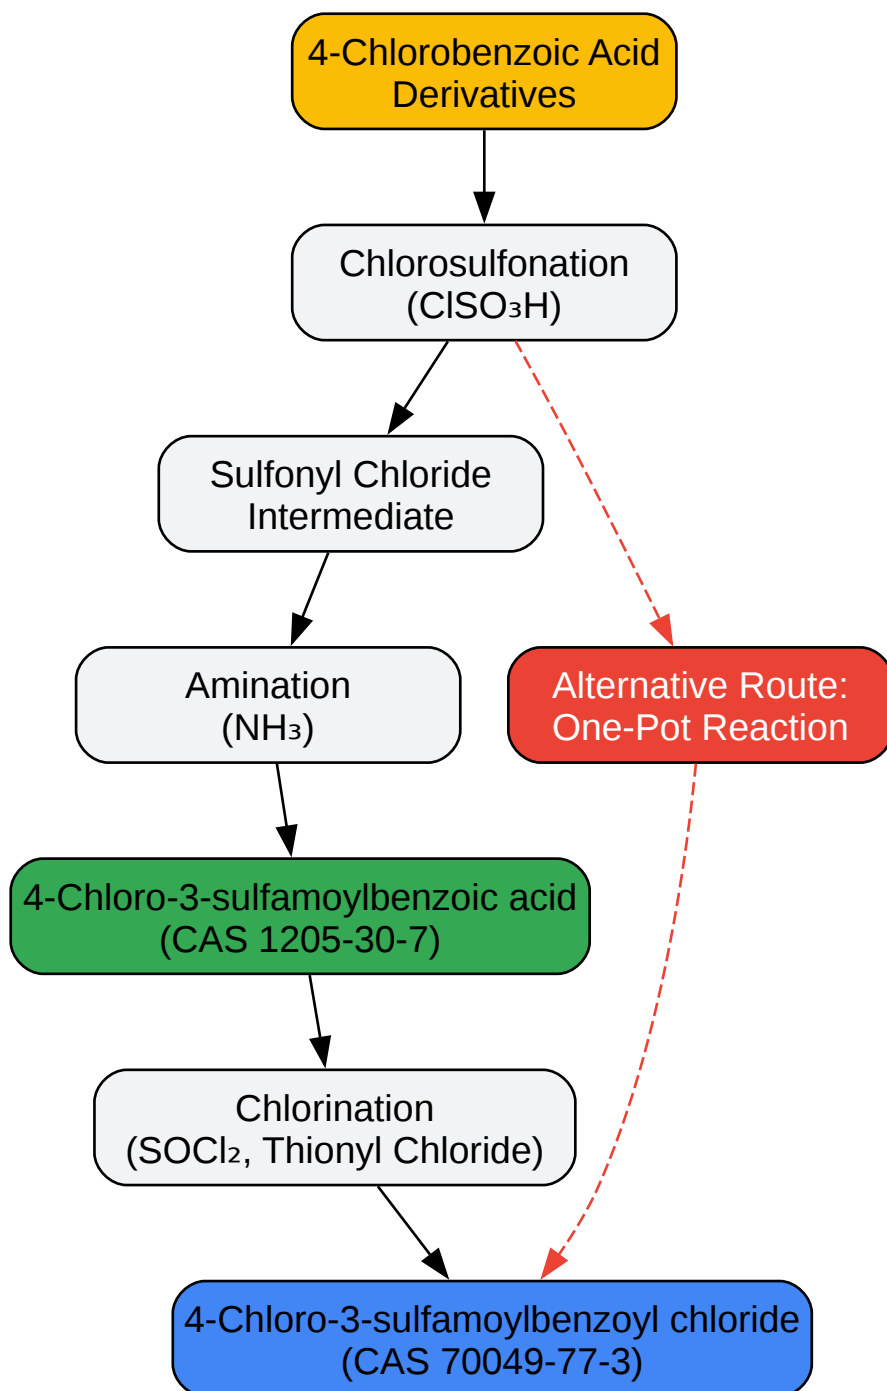 4-Chlorobenzoic Acid
Derivatives
Chlorosulfonation
(ClSO₃H)
Sulfonyl Chloride
Intermediate
Amination
(NH₃)
Alternative Route:
One-Pot Reaction
4-Chloro-3-sulfamoylbenzoic acid
(CAS 1205-30-7)
Chlorination
(SOCl₂, Thionyl Chloride)
4-Chloro-3-sulfamoylbenzoyl chloride
(CAS 70049-77-3)